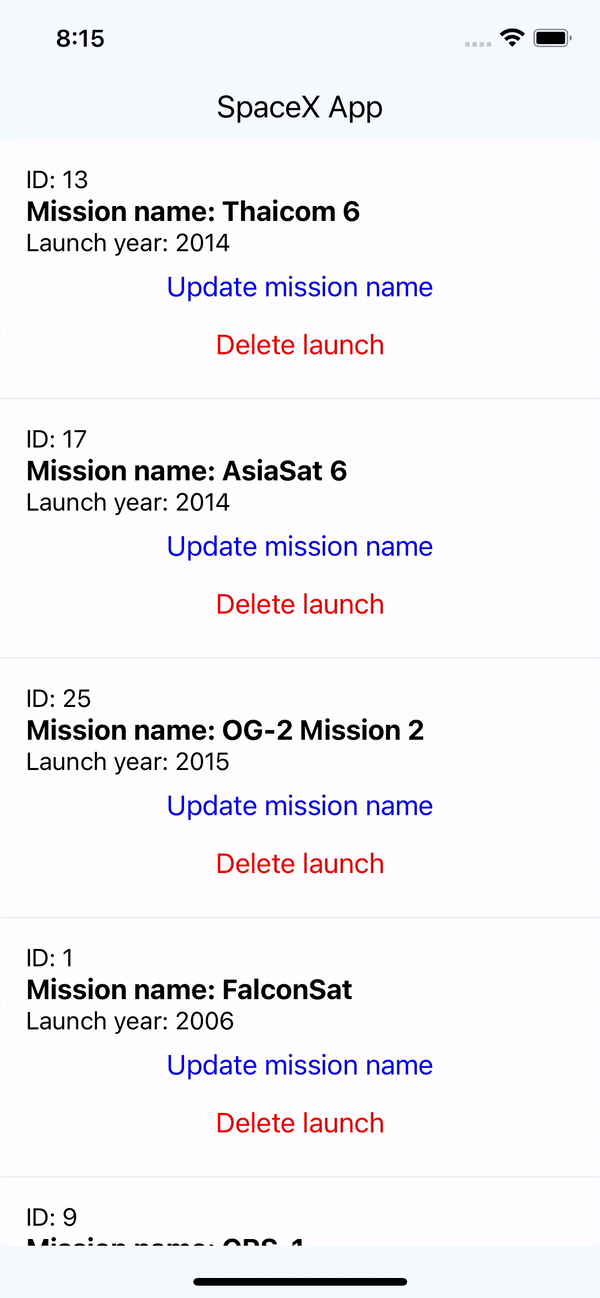 8:15
SpaceX App
ID: 13
Mission name: Thaicom 6
Launch year: 2014
Update mission name
Delete launch
ID: 17
Mission name: AsiaSat 6
Launch year: 2014
Update mission name
Delete launch
ID: 25
Mission name: OG-2 Mission 2
Launch year: 2015
Update mission name
Delete launch
ID: 1
Mission name: FalconSat
Launch year: 2006
Update mission name
Delete launch
ID: 9
Mission name: